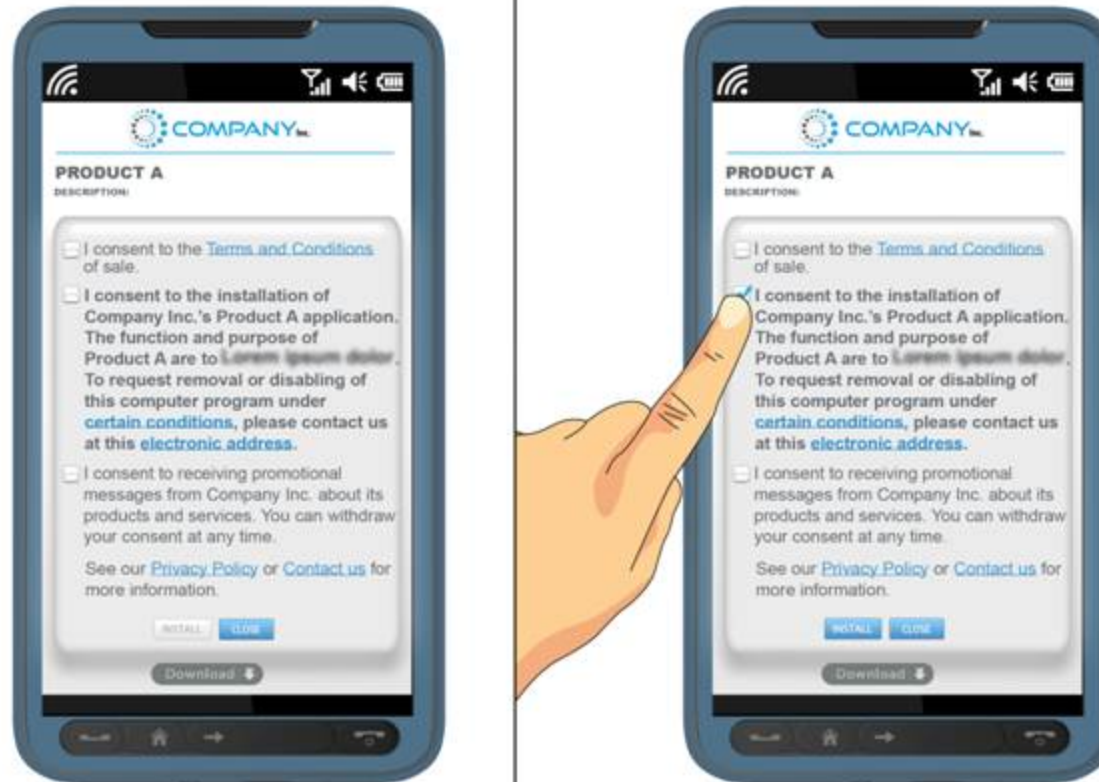 COMPANY Inc.
PRODUCT A
DESCRIPTION:
I consent to the Terms and Conditions
of sale.
I consent to the installation of
Company Inc.'s Product A application.
The function and purpose of
Product A are to Lorem ipsum dolor.
To request removal or disabling of
this computer program under
certain conditions, please contact us
at this electronic address.
I consent to receiving promotional
messages from Company Inc. about its
products and services. You can withdraw
your consent at any time.
See our Privacy Policy or Contact us for
more information.
INSTALL CLOSE
Download
COMPANY Inc.
PRODUCT A
DESCRIPTION:
I consent to the Terms and Conditions
of sale.
I consent to the installation of
Company Inc.'s Product A application.
The function and purpose of
Product A are to Lorem ipsum dolor.
To request removal or disabling of
this computer program under
certain conditions, please contact us
at this electronic address.
I consent to receiving promotional
messages from Company Inc. about its
products and services. You can withdraw
your consent at any time.
See our Privacy Policy or Contact us for
more information.
INSTALL CLOSE
Download